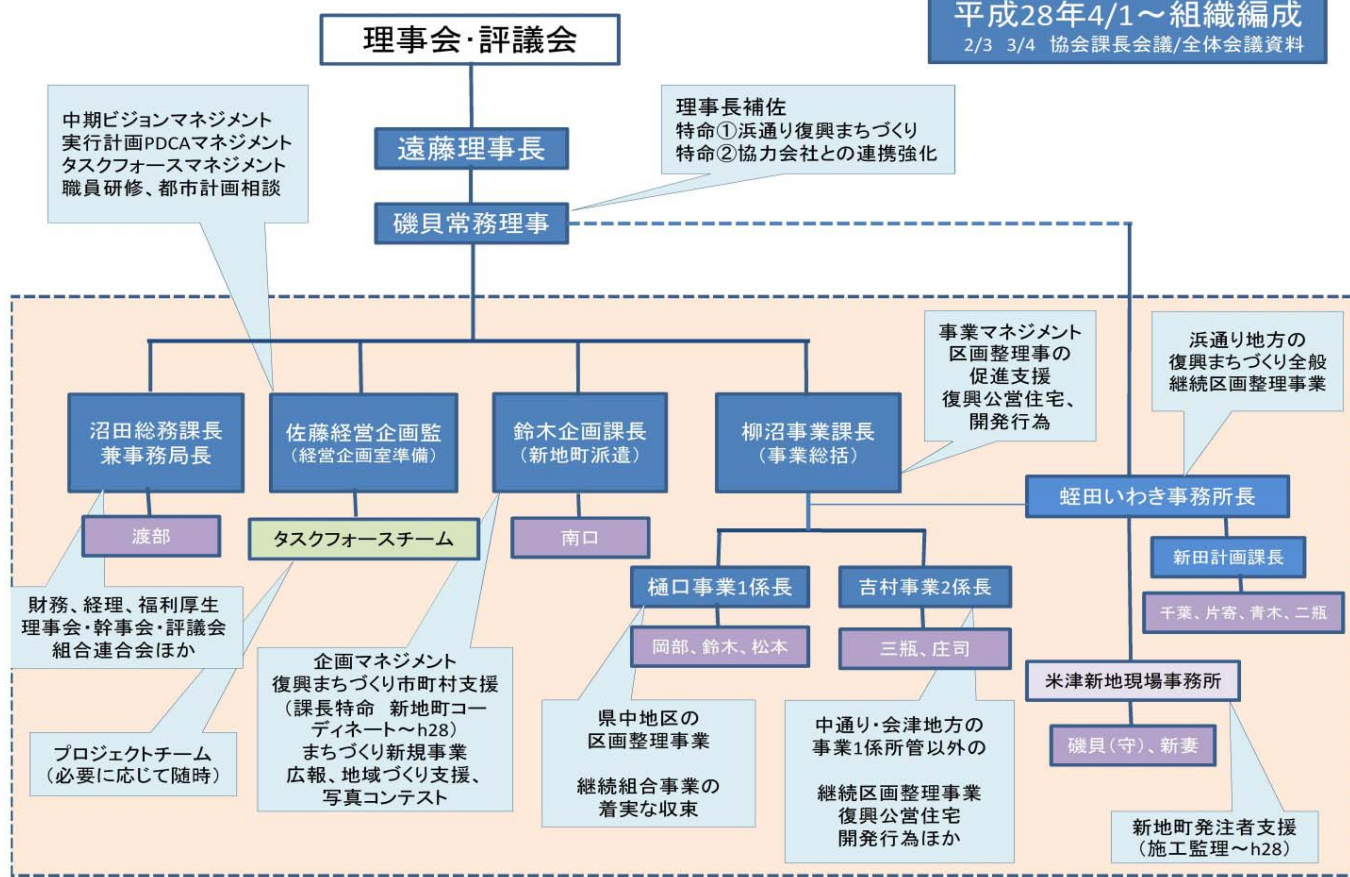 平成28年4/1～組織編成
2/3 3/4 協会課長会議/全体会議資料
理事会･評議会
中期ビジョンマネジメント
実行計画PDCAマネジメント
タスクフォースマネジメント
職員研修、都市計画相談
理事長補佐
特命①浜通り復興まちづくり
特命②協力会社との連携強化
遠藤理事長
磯貝常務理事
事業マネジメント
区画整理事の
促進支援
復興公営住宅、
開発行為
浜通り地方の
復興まちづくり全般
継続区画整理事業
沼田総務課長
兼事務局長
佐藤経営企画監
(経営企画室準備)
鈴木企画課長
(新地町派遣)
柳沼事業課長
(事業総括)
蛭田いわき事務所長
渡部
タスクフォースチーム
南口
新田計画課長
樋口事業1係長
吉村事業2係長
千葉、片寄、青木、二瓶
岡部、鈴木、松本
三瓶、庄司
財務、経理、福利厚生
理事会･幹事会･評議会
組合連合会ほか
米津新地現場事務所
磯貝(守)、新妻
企画マネジメント
復興まちづくり市町村支援
(課長特命 新地町コー
ディネート～h28)
まちづくり新規事業
広報、地域づくり支援、
写真コンテスト
プロジェクトチーム
(必要に応じて随時)
県中地区の
区画整理事業
継続組合事業の
着実な収束
中通り･会津地方の
事業1係所管以外の
継続区画整理事業
復興公営住宅
開発行為ほか
新地町発注者支援
(施工監理～h28)